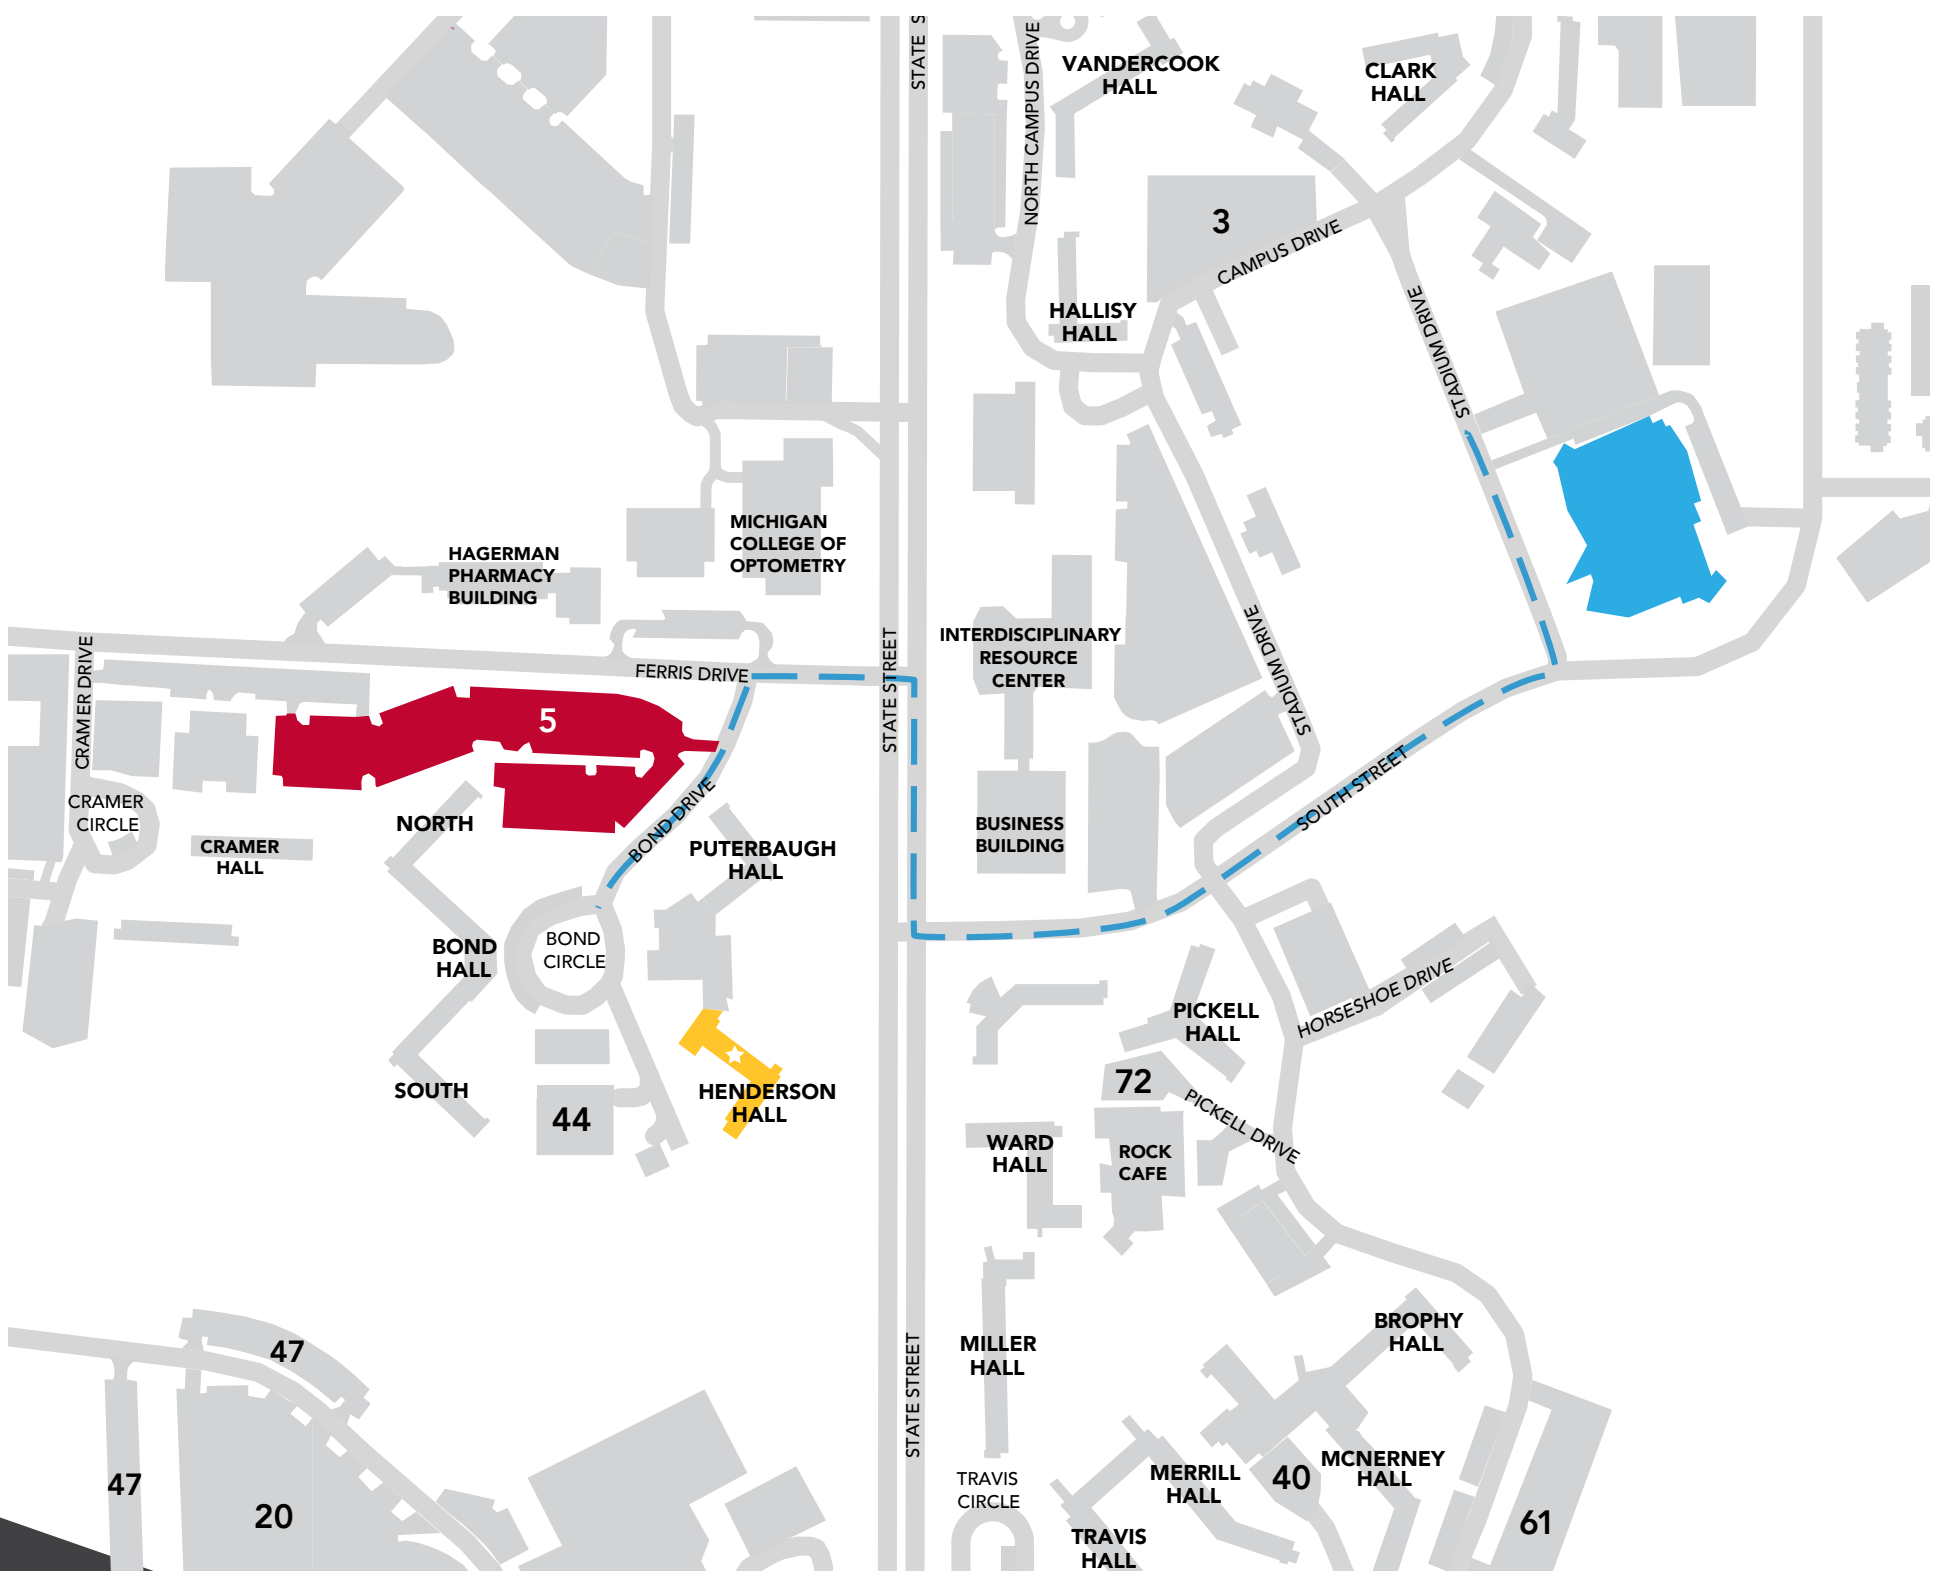 STATE S
NORTH CAMPUS DRIVE
VANDERCOOK
HALL
CLARK
HALL
3
CAMPUS DRIVE
HALLISY
HALL
STADIUM DRIVE
MICHIGAN
COLLEGE OF
OPTOMETRY
HAGERMAN
PHARMACY
BUILDING
INTERDISCIPLINARY
RESOURCE
CENTER
STADIUM DRIVE
CRAMER DRIVE
FERRIS DRIVE
STATE STREET
5
CRAMER
CIRCLE
NORTH
BOND DRIVE
CRAMER
HALL
PUTERBAUGH
HALL
BUSINESS
BUILDING
SOUTH STREET
BOND
HALL
BOND
CIRCLE
PICKELL
HALL
HORSESHOE DRIVE
SOUTH
44
HENDERSON
HALL
72
PICKELL DRIVE
WARD
HALL
ROCK
CAFE
47
MILLER
HALL
BROPHY
HALL
STATE STREET
47
20
TRAVIS
CIRCLE
MERRILL
HALL
40
MCNERNEY
HALL
61
TRAVIS
HALL